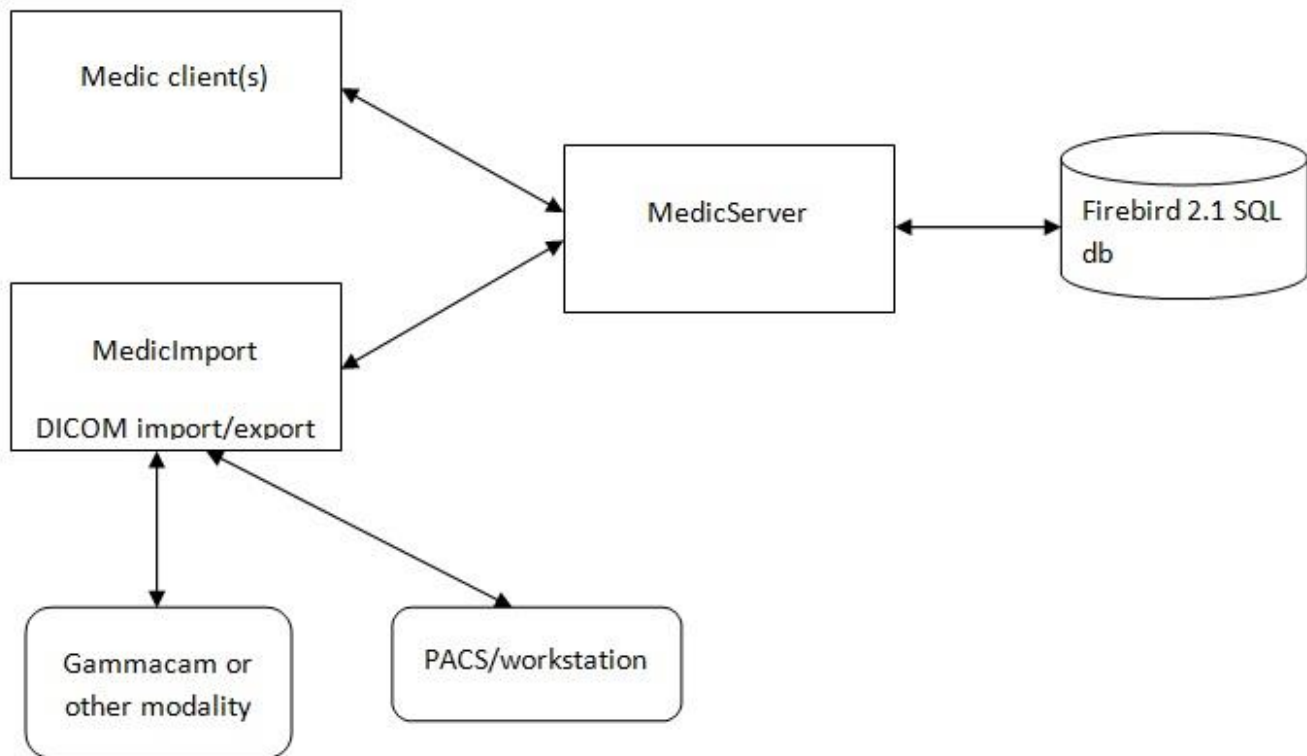 Medic client(s)
MedicServer
Firebird 2.1 SQL
db
MedicImport
DICOM import/export
Gammacam or
other modality
PACS/workstation